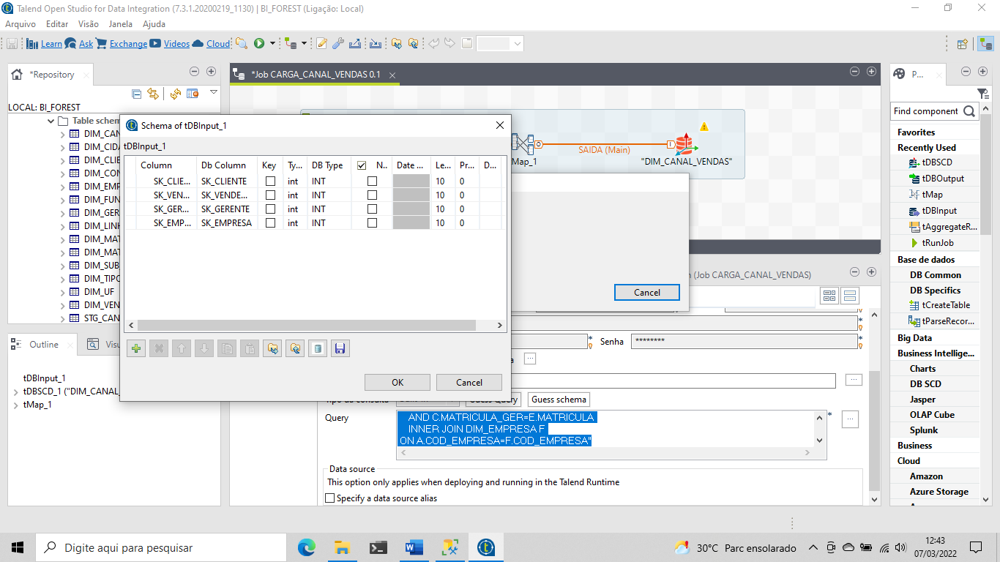 Talend Open Studio for Data Integration (7.3.1.20200219_1130) | BI_FOREST (Ligação: Local)
Arquivo Editar Visão Janela Ajuda
Learn Ask Exchange Videos Cloud
*Repository
LOCAL: BI_FOREST
Table schem
DIM_CAN
DIM_CIDA
DIM_CLIE
DIM_CON
DIM_EMP
DIM_FUN
DIM_GER
DIM_LINH
DIM_MAT
DIM_MAT
DIM_SUB
DIM_TIPO
DIM_UF
DIM_VEN
STG_CAN
Outline
Visu
tDBInput_1
tDBSCD_1 ("DIM_CANAL_
tMap_1
*Job CARGA_CANAL_VENDAS 0.1
Map_1
SAIDA (Main)
"DIM_CANAL_VENDAS"
Schema of tDBInput_1
tDBInput_1
Column Db Column Key Ty... DB Type N.. Date ... Le... Pr... D...
SK_CLIE... SK_CLIENTE int INT 10 0
SK_VEN... SK_VENDE... int INT 10 0
SK_GER... SK_GERENTE int INT 10 0
SK_EMP... SK_EMPRESA int INT 10 0
OK Cancel
Cancel
(Job CARGA_CANAL_VENDAS)
Senha ********
Guess Query Guess schema
Query
AND C.MATRICULA_GER=E.MATRICULA
INNER JOIN DIM_EMPRESA F
ON A.COD_EMPRESA=F.COD_EMPRESA"
Data source
This option only applies when deploying and running in the Talend Runtime
Specify a data source alias
P...
Find component
Favorites
Recently Used
tDBSCD
tDBOutput
tMap
tDBInput
tAggregateR...
tRunJob
Base de dados
DB Common
DB Specifics
tCreateTable
tParseRecor...
Big Data
Business Intellige...
Charts
DB SCD
Jasper
OLAP Cube
Splunk
Business
Cloud
Amazon
Azure Storage
Digite aqui para pesquisar
30°C Parc ensolarado
12:43
07/03/2022